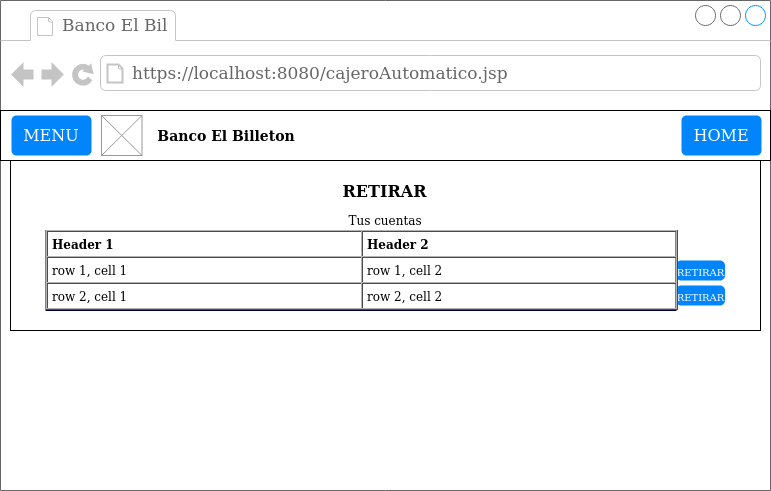 Banco El Bil
https://localhost:8080/cajeroAutomatico.jsp
MENU Banco El Billeton HOME
RETIRAR
Tus cuentas
Header 1 Header 2
row 1, cell 1 row 1, cell 2 RETIRAR
row 2, cell 1 row 2, cell 2 RETIRAR